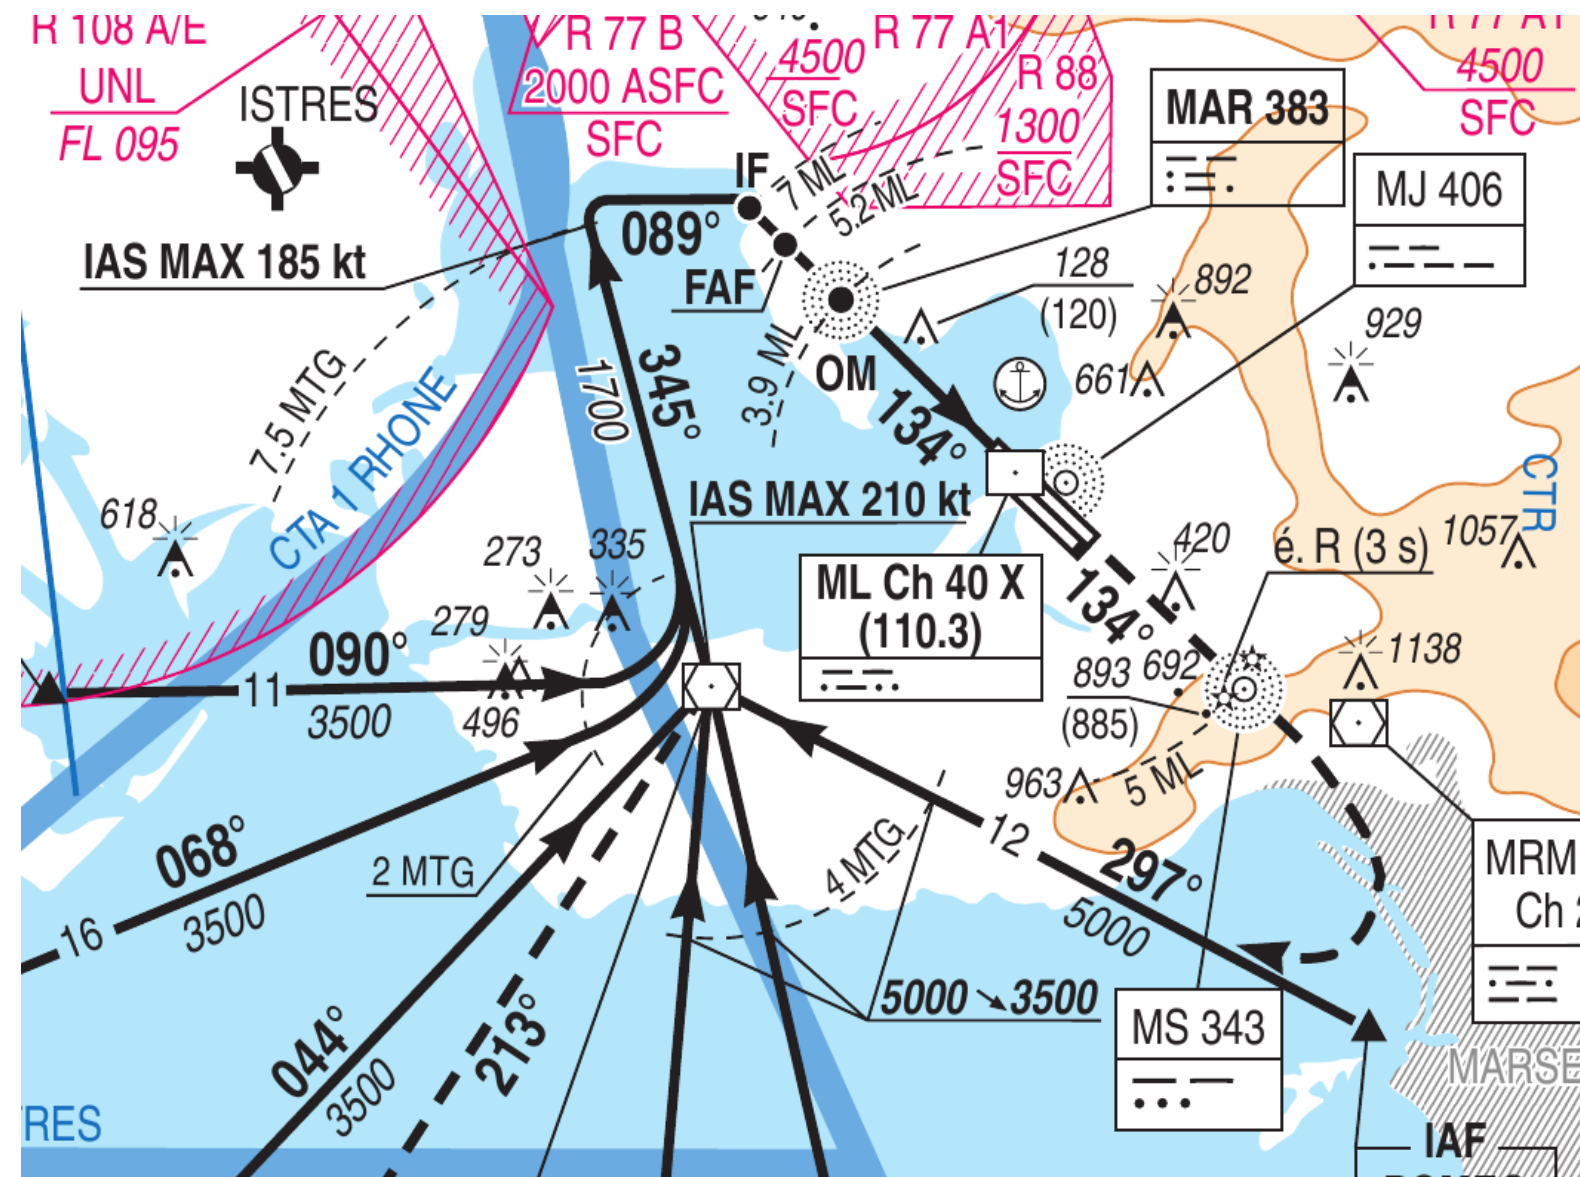 R 108 A/E
UNL
FL 095
R 77 B
2000 ASFC
SFC
4500
SFC
R 77 A1
R 88
1300
SFC
R 77 A1
4500
SFC
ISTRES
MAR 383
MJ 406
IF
7 ML
5.2 ML
089°
IAS MAX 185 kt
FAF
128
(120)
892
929
661
OM
3.9 ML
345°
1700
134°
7.5 MTG
CTA 1 RHONE
CTR
618
273
335
279
496
IAS MAX 210 kt
420
é. R (3 s)
1057
ML Ch 40 X
(110.3)
134°
893
(885)
692
1138
963
5 ML
090°
11
3500
068°
16
3500
2 MTG
4 MTG
12
297°
5000
MRM
Ch
044°
3500
213°
5000 ↘ 3500
MS 343
MARSE
TRES
IAF